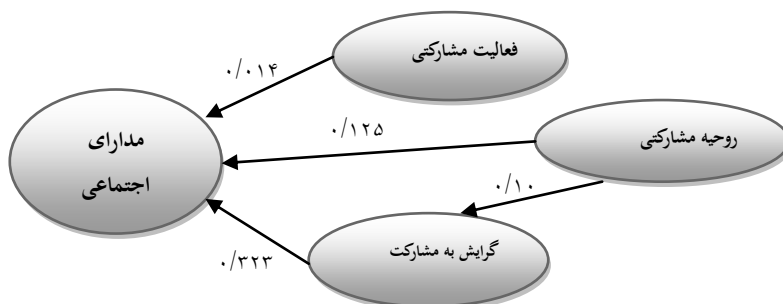 فعالیت مشارکتی
۰/۰۱۴
مدارای
اجتماعی
۰/۱۲۵
روحیه مشارکتی
۰/۱۰
گرایش به مشارکت
۰/۳۲۳